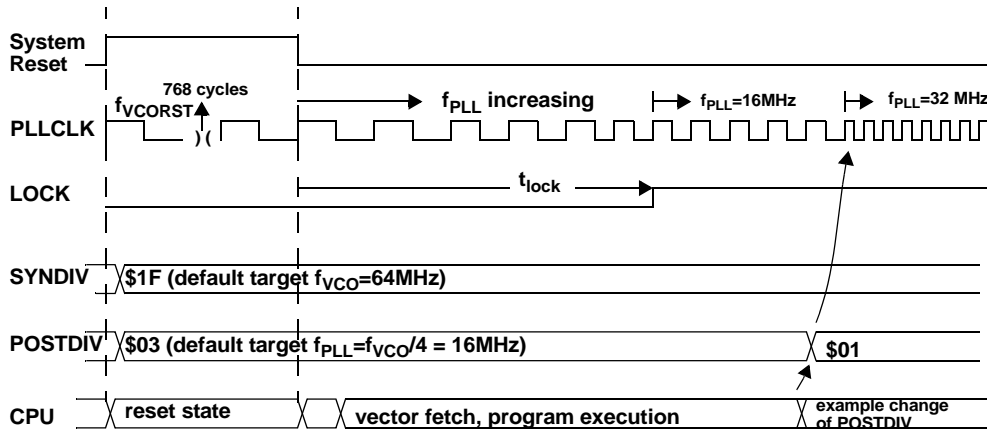 System
Reset
768 cycles
fVCORST
fPLL increasing
fPLL=16MHz
fPLL=32 MHz
PLLCLK
) (
tlock
LOCK
SYNDIV
$1F (default target fVCO=64MHz)
POSTDIV
$03 (default target fPLL=fVCO/4 = 16MHz)
$01
CPU
reset state
vector fetch, program execution
example change
of POSTDIV